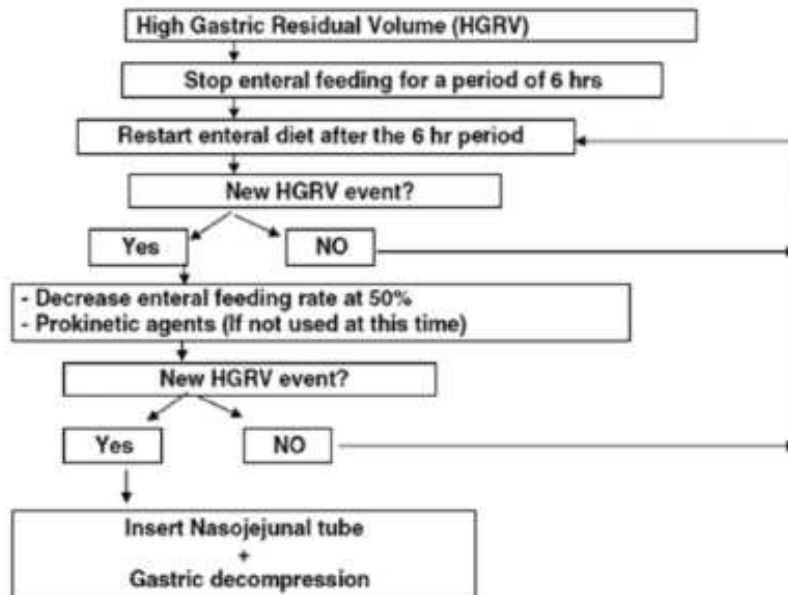 High Gastric Residual Volume (HGRV)
Stop enteral feeding for a period of 6 hrs
Restart enteral diet after the 6 hr period
New HGRV event?
Yes
NO
- Decrease enteral feeding rate at 50%
- Prokinetic agents (If not used at this time)
New HGRV event?
Yes
NO
Insert Nasojejunal tube
+
Gastric decompression